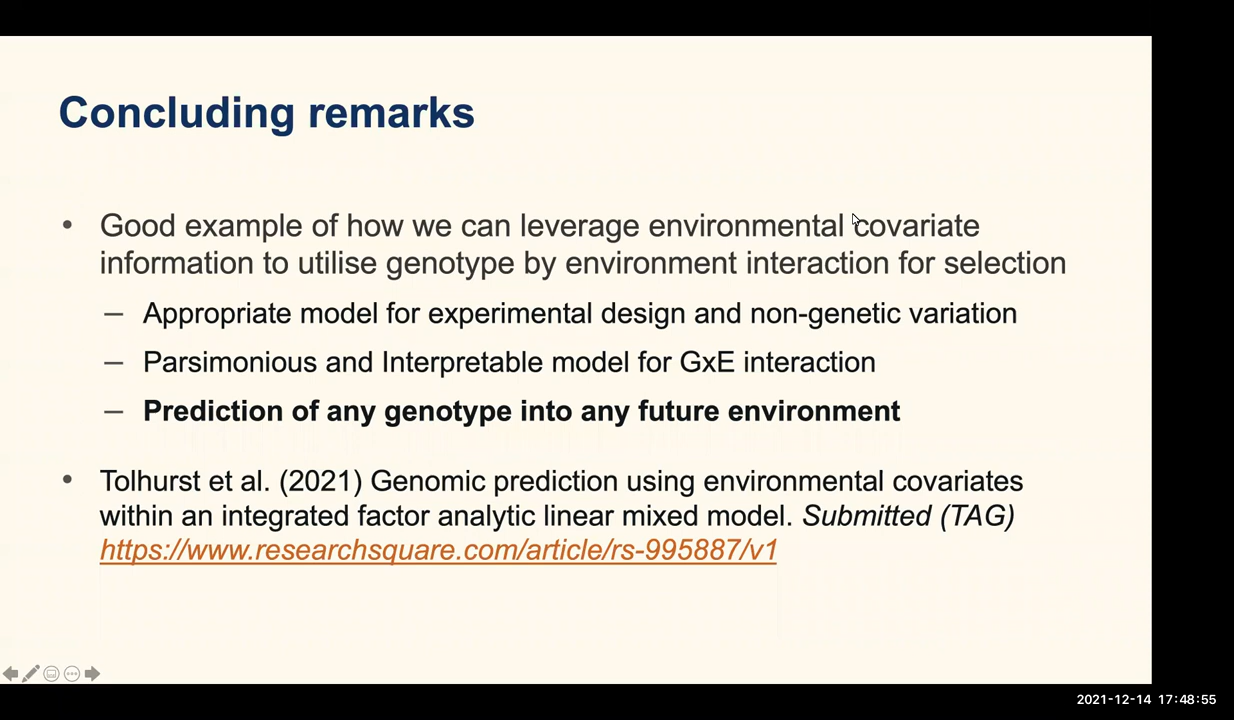 Concluding remarks
• Good example of how we can leverage environmental covariate
information to utilise genotype by environment interaction for selection
– Appropriate model for experimental design and non-genetic variation
– Parsimonious and Interpretable model for GxE interaction
– Prediction of any genotype into any future environment
• Tolhurst et al. (2021) Genomic prediction using environmental covariates
within an integrated factor analytic linear mixed model. Submitted (TAG)
https://www.researchsquare.com/article/rs-995887/v1
2021-12-14 17:48:55